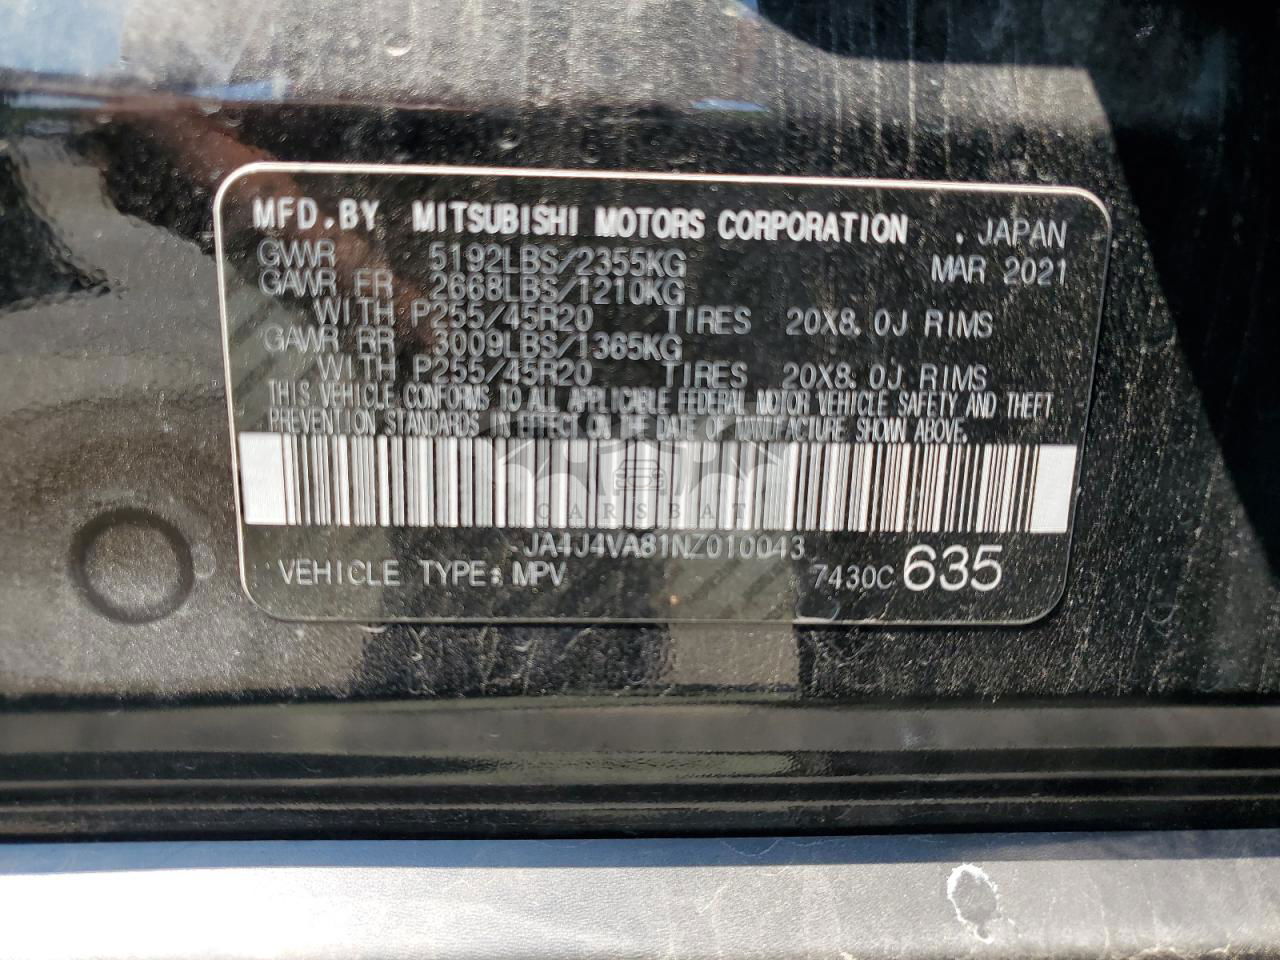 MFD.BY MITSUBISHI MOTORS CORPORATION . JAPAN
GVWR 5192LBS/2355KG MAR 2021
GAWR FR 2668LBS/1210KG
WITH P255/45R20 TIRES 20X8.0J RIMS
GAWR RR 3009LBS/1365KG
WITH P255/45R20 TIRES 20X8.0J RIMS
THIS VEHICLE CONFORMS TO ALL APPLICABLE FEDERAL MOTOR VEHICLE SAFETY AND THEFT
PREVENTION STANDARDS IN EFFECT ON THE DATE OF MANUFACTURE SHOWN ABOVE.
CARSBAT
JA4J4VA81NZ010043
VEHICLE TYPE: MPV 7430C 635